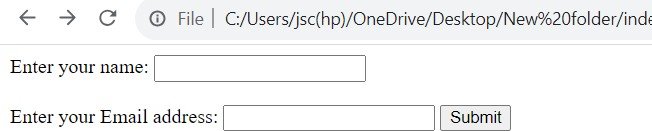 File C:/Users/jsc(hp)/OneDrive/Desktop/New%20folder/inde
Enter your name:
Enter your Email address: Submit